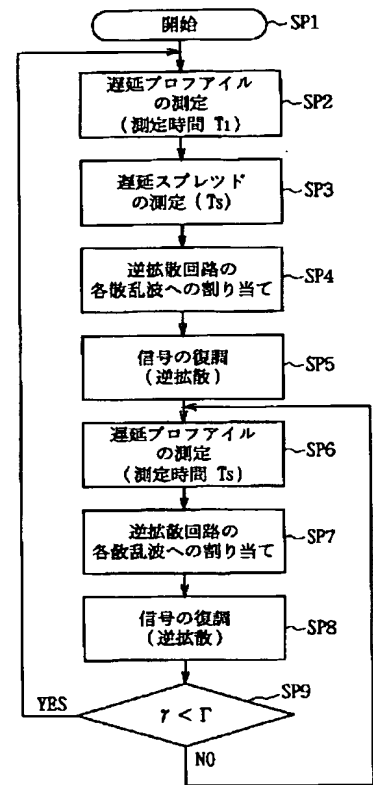 開始
SP1
遅延プロフアイル
の測定
(測定時間 T1)
SP2
遅延スプレツド
の測定 (Ts)
SP3
逆拡散回路の
各散乱波への割り当て
SP4
信号の復調
(逆拡散)
SP5
遅延プロフアイル
の測定
(測定時間 Ts)
SP6
逆拡散回路の
各散乱波への割り当て
SP7
信号の復調
(逆拡散)
SP8
SP9
YES
γ < Γ
NO